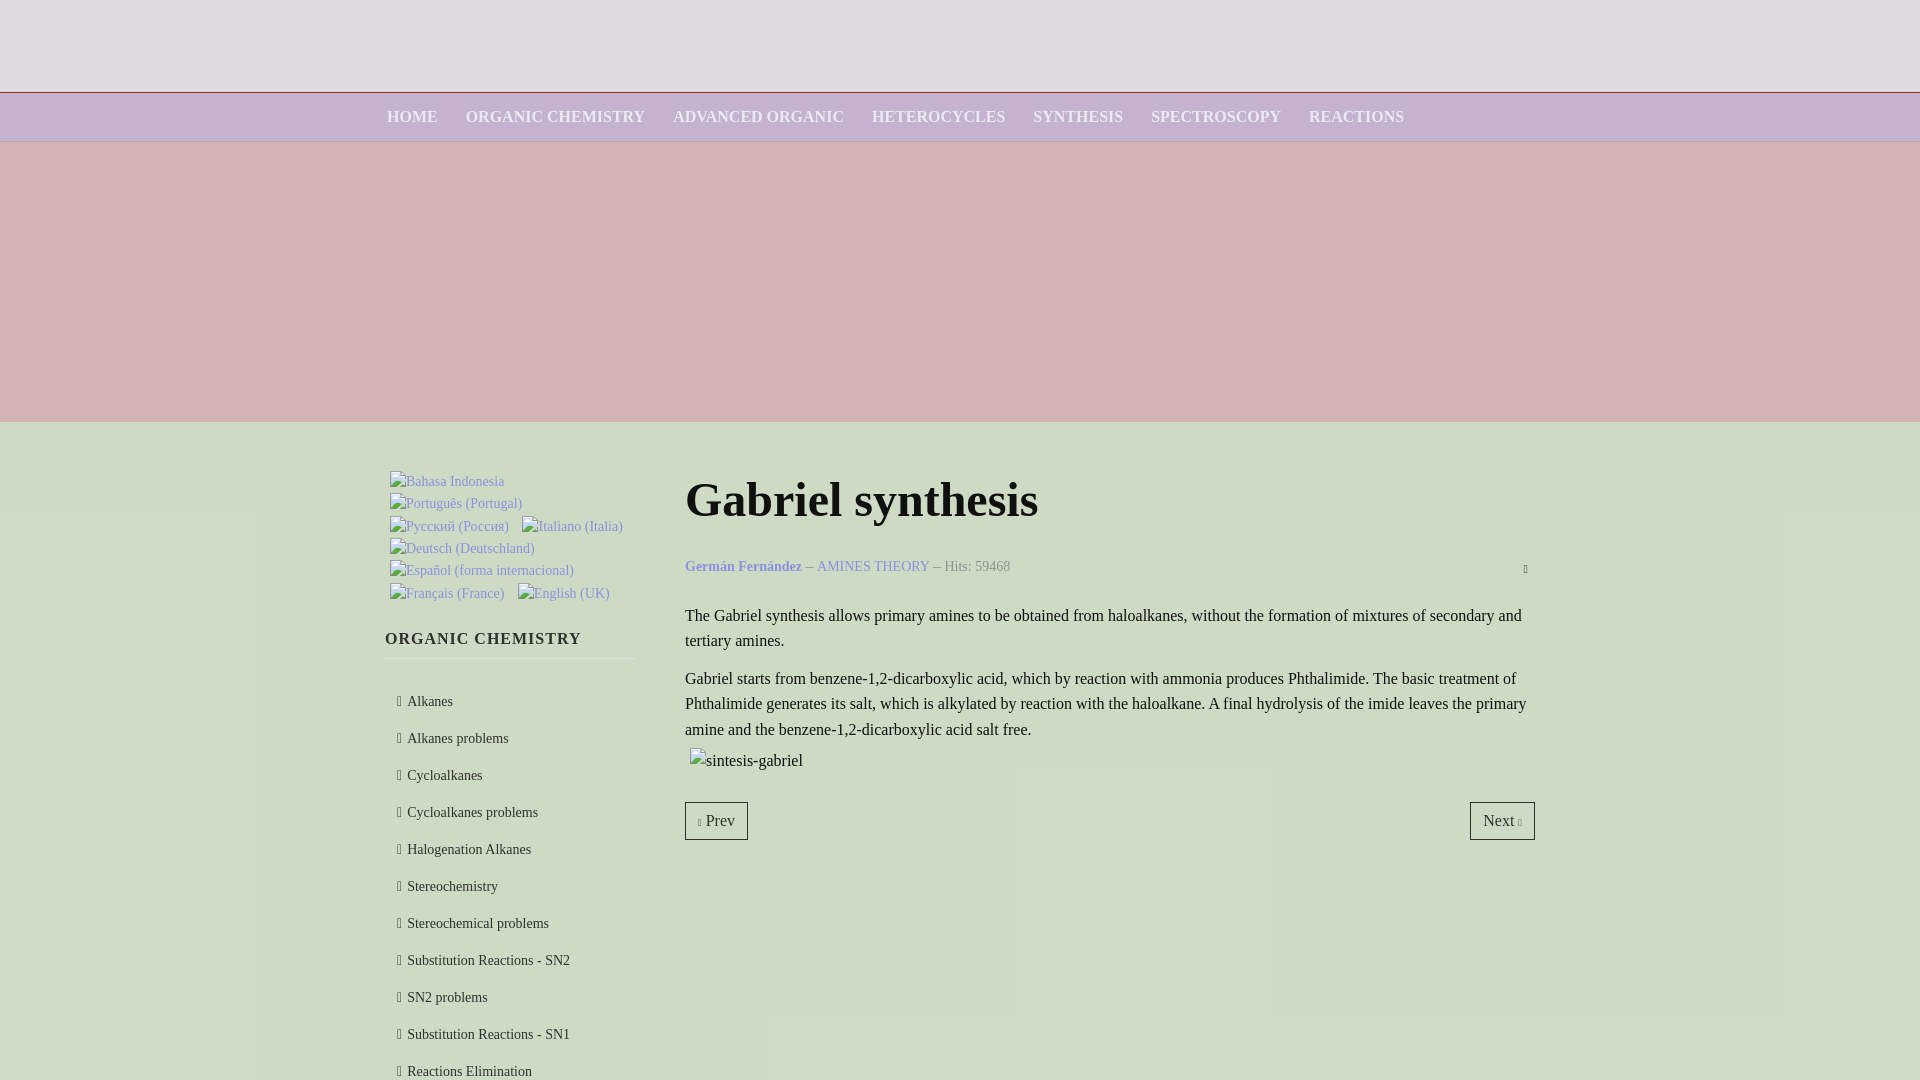 HOME ORGANIC CHEMISTRY ADVANCED ORGANIC HETEROCYCLES SYNTHESIS SPECTROSCOPY REACTIONS
Bahasa Indonesia
Português (Portugal)
Русский (Россия) Italiano (Italia)
Deutsch (Deutschland)
Español (forma internacional)
Français (France) English (UK)
ORGANIC CHEMISTRY
Alkanes
Alkanes problems
Cycloalkanes
Cycloalkanes problems
Halogenation Alkanes
Stereochemistry
Stereochemical problems
Substitution Reactions - SN2
SN2 problems
Substitution Reactions - SN1
Reactions Elimination
Gabriel synthesis
Germán Fernández – AMINES THEORY – Hits: 59468
The Gabriel synthesis allows primary amines to be obtained from haloalkanes, without the formation of mixtures of secondary and
tertiary amines.
Gabriel starts from benzene-1,2-dicarboxylic acid, which by reaction with ammonia produces Phthalimide. The basic treatment of
Phthalimide generates its salt, which is alkylated by reaction with the haloalkane. A final hydrolysis of the imide leaves the primary
amine and the benzene-1,2-dicarboxylic acid salt free.
sintesis-gabriel
Prev Next